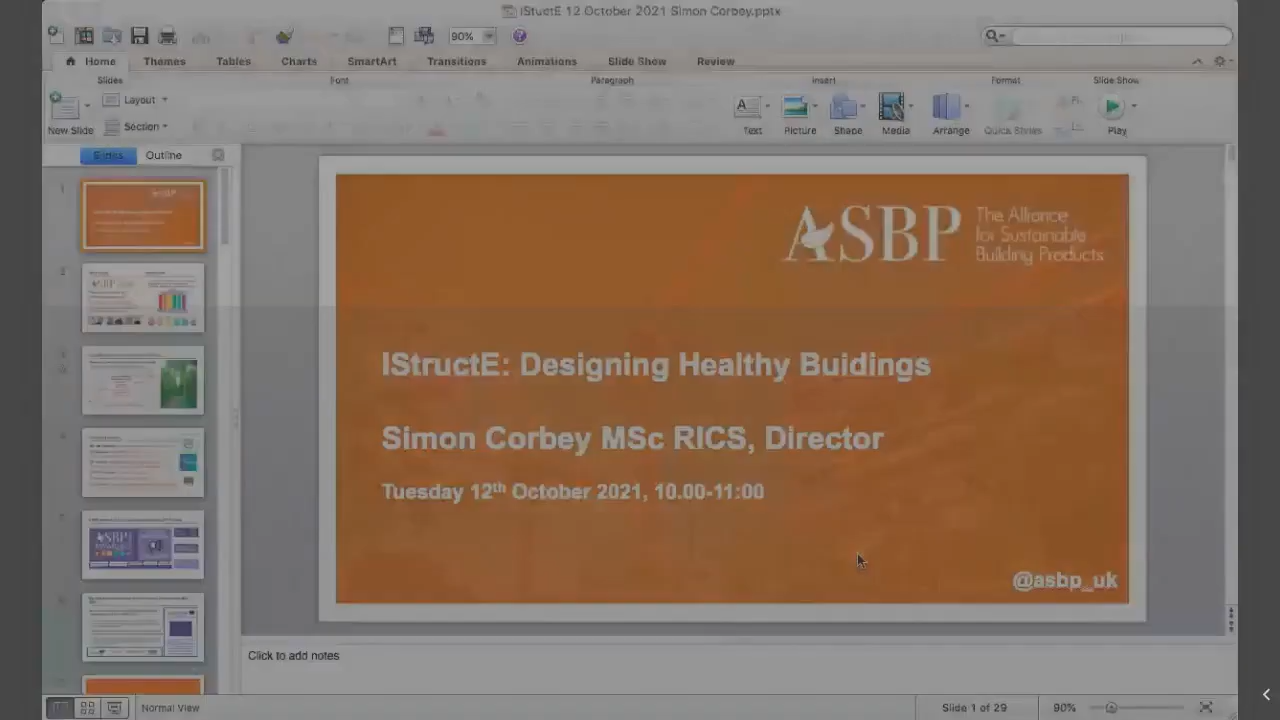 IStructE 12 October 2021 Simon Corbey.pptx
90%
Home
Themes
Tables
Charts
SmartArt
Transitions
Animations
Slide Show
Review
Slides
Font
Paragraph
Insert
Format
Slide Show
New Slide
Layout
Section
Text
Picture
Shape
Media
Arrange
Quick Styles
Play
Slides
Outline
ASBP
The Alliance
for Sustainable
Building Products
IStructE: Designing Healthy Buidings
Simon Corbey MSc RICS, Director
Tuesday 12th October 2021, 10.00-11:00
@asbp_uk
Click to add notes
Normal View
Slide 1 of 29
90%